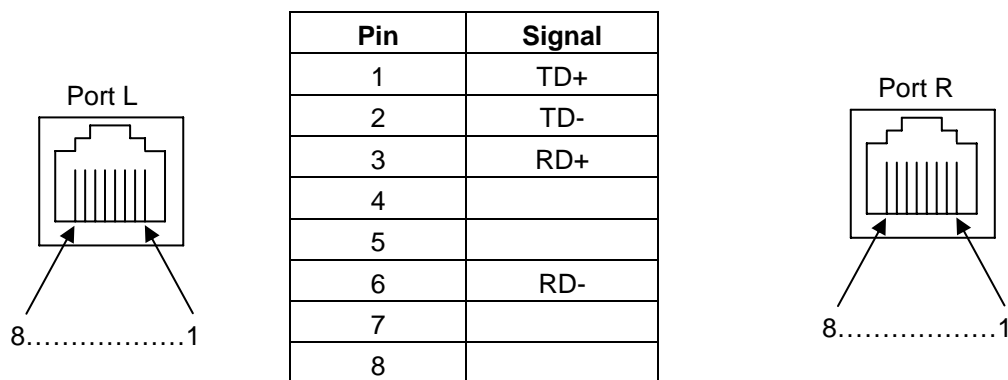 Port L
8………………1
Pin Signal
1 TD+
2 TD-
3 RD+
4
5
6 RD-
7
8
Port R
8………………1